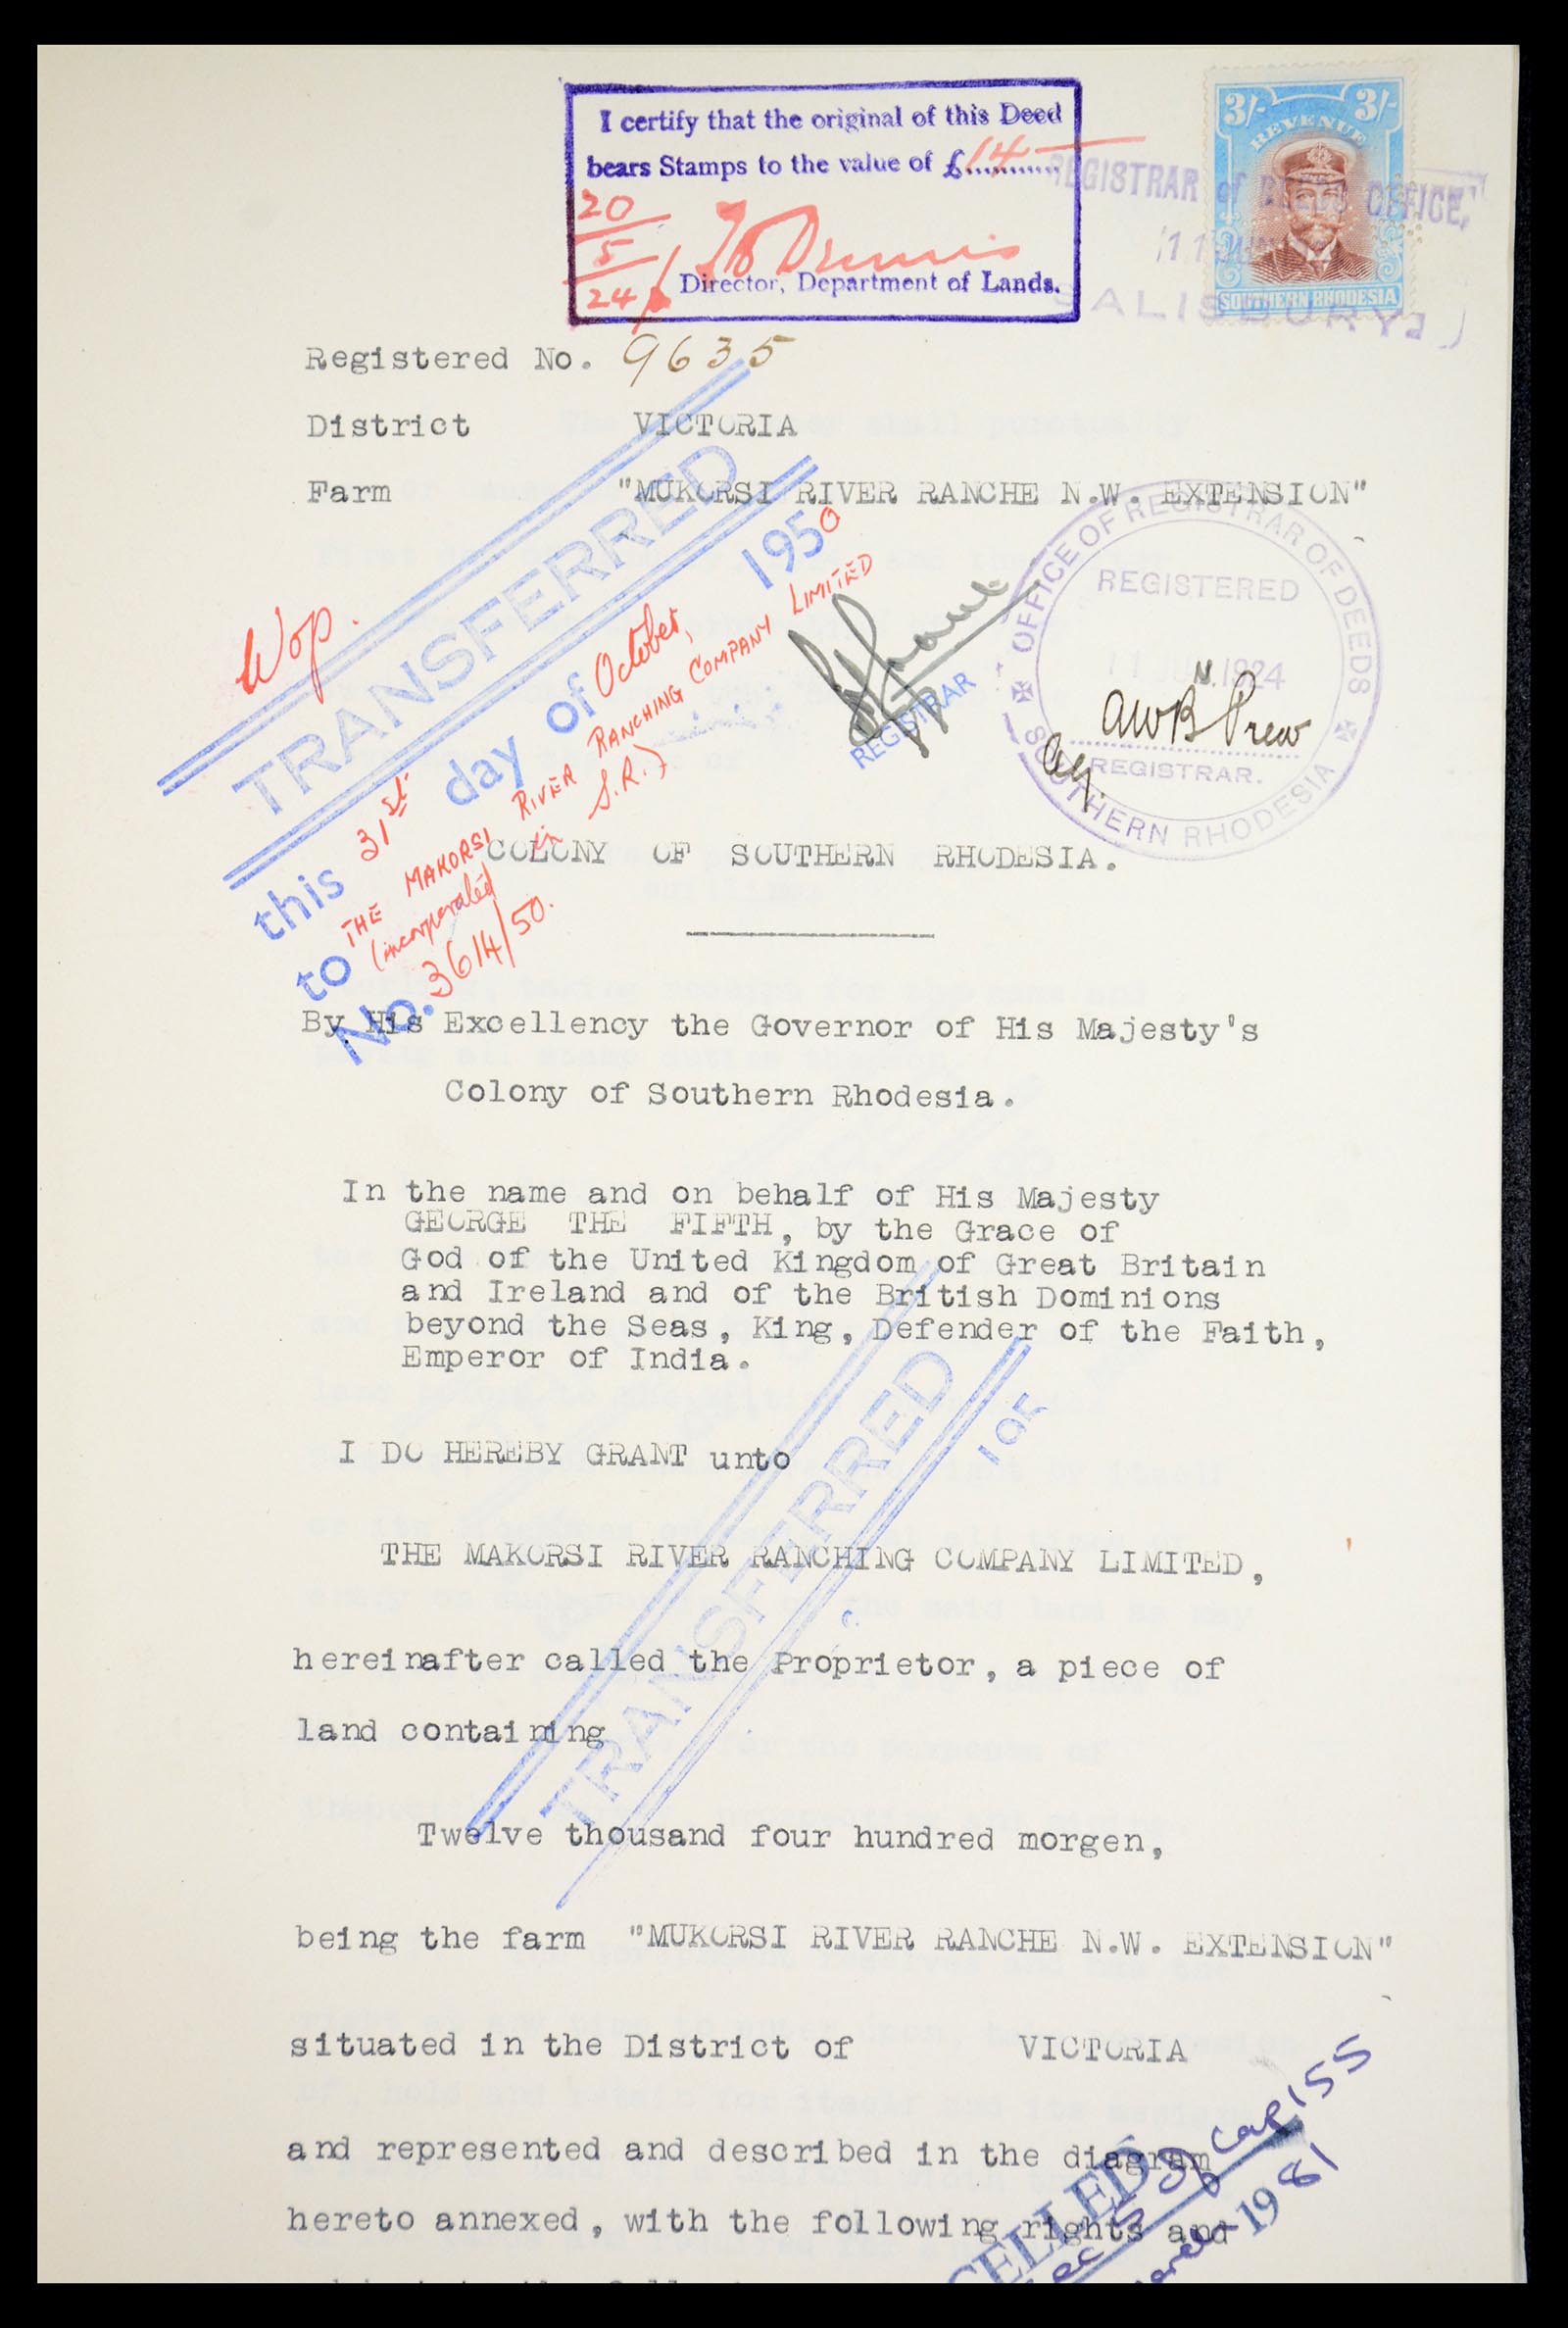 I certify that the original of this Deed
bears Stamps to the value of £14
20
5
24
Director, Department of Lands.
3/- 3/-
REVENUE
SOUTHERN RHODESIA
REGISTRAR of DEEDS OFFICE,
SALISBURY
Registered No. 9635
District VICTORIA
Farm "MUKORSI RIVER RANCHE N.W. EXTENSION"
Wop.
TRANSFERRED
this 31st day of October, 1950
to THE MAKORSI RIVER RANCHING COMPANY LIMITED
(incorporated in S.R.)
No. 3614/50.
REGISTRAR
OFFICE OF REGISTRAR OF DEEDS
REGISTERED
11 JUN. 1924
REGISTRAR.
SOUTHERN RHODESIA
COLONY OF SOUTHERN RHODESIA.
By His Excellency the Governor of His Majesty's
Colony of Southern Rhodesia.
In the name and on behalf of His Majesty
GEORGE THE FIFTH, by the Grace of
God of the United Kingdom of Great Britain
and Ireland and of the British Dominions
beyond the Seas, King, Defender of the Faith,
Emperor of India.
I DO HEREBY GRANT unto
THE MAKORSI RIVER RANCHING COMPANY LIMITED,
hereinafter called the Proprietor, a piece of
land containing
TRANSFERRED
195
Twelve thousand four hundred morgen,
being the farm "MUKORSI RIVER RANCHE N.W. EXTENSION"
situated in the District of VICTORIA
and represented and described in the diagram
hereto annexed, with the following rights and
CELLED
Cap 155
1981